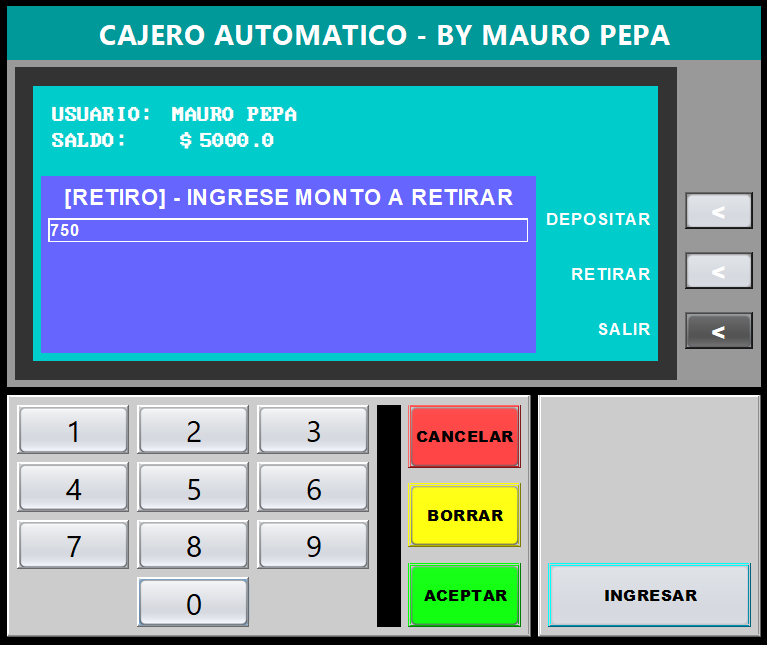 CAJERO AUTOMATICO - BY MAURO PEPA
USUARIO: MAURO PEPA
SALDO: $ 5000.0
[RETIRO] - INGRESE MONTO A RETIRAR
750
DEPOSITAR <
RETIRAR <
SALIR <
1 2 3 CANCELAR
4 5 6 BORRAR
7 8 9
0 ACEPTAR INGRESAR